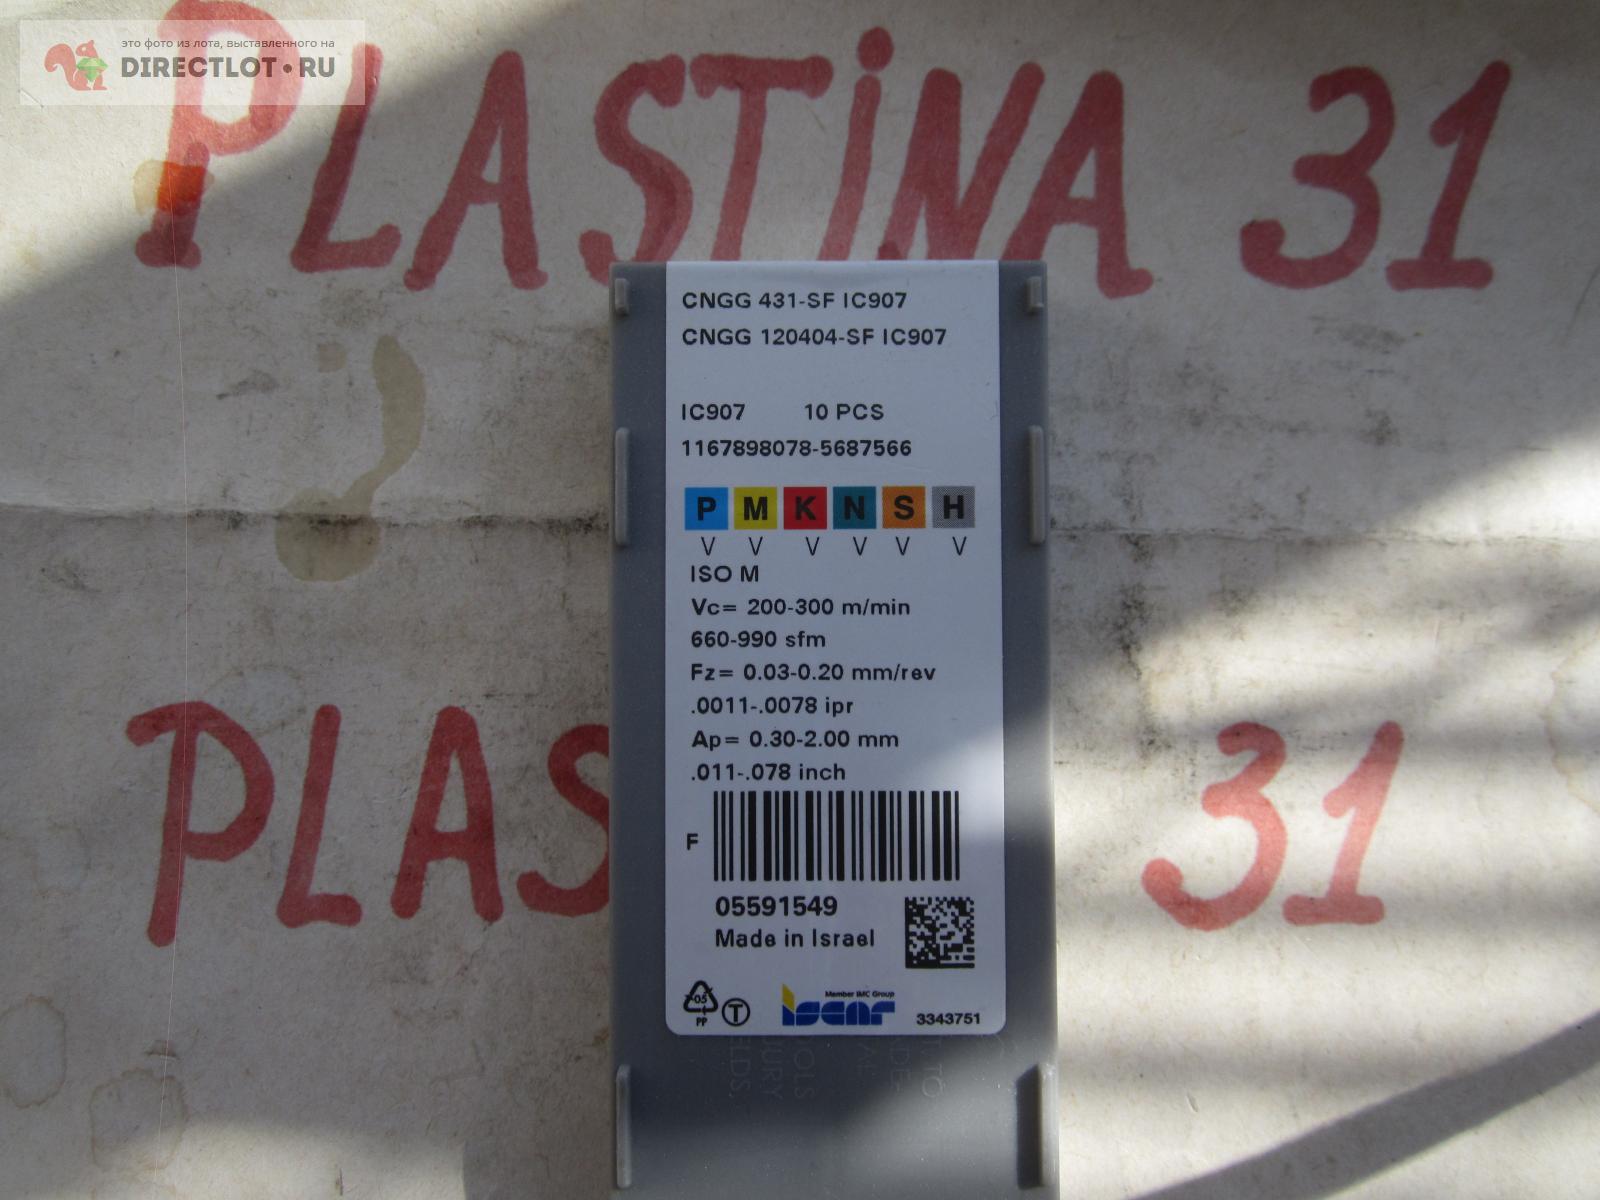 это фото из лота, выставленного на
DIRECTLOT.RU
PLASTINA 31
CNGG 431-SF IC907
CNGG 120404-SF IC907
IC907 10 PCS
1167898078-5687566
P M K N S H
V V V V V V
ISO M
Vc= 200-300 m/min
660-990 sfm
Fz= 0.03-0.20 mm/rev
.0011-.0078 ipr
Ap= 0.30-2.00 mm
.011-.078 inch
PLAS 31
F
05591549
Made in Israel
05
PP
T
Member IMC Group
iscar
3343751